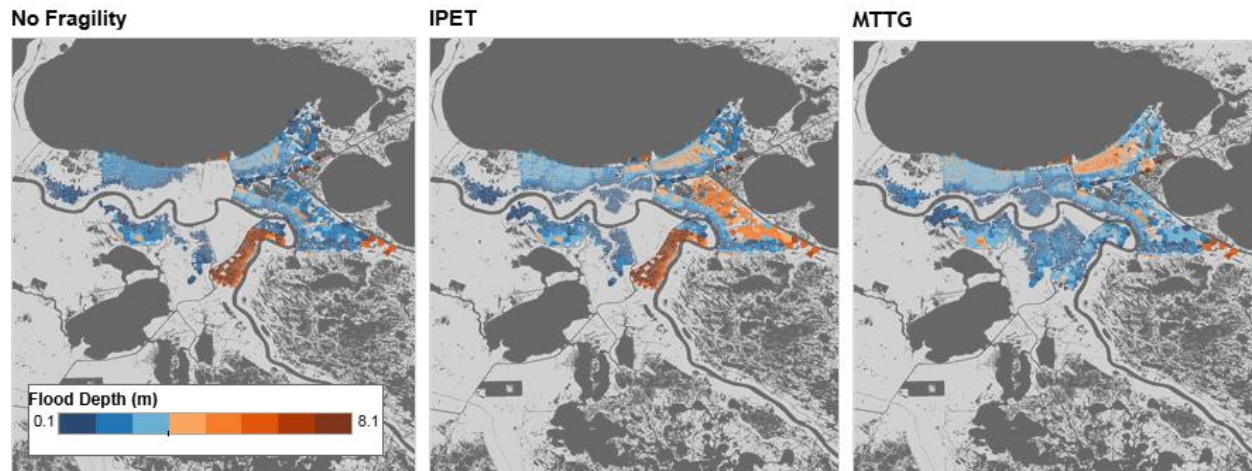 No Fragility
IPET
MTTG
Flood Depth (m)
0.1
8.1